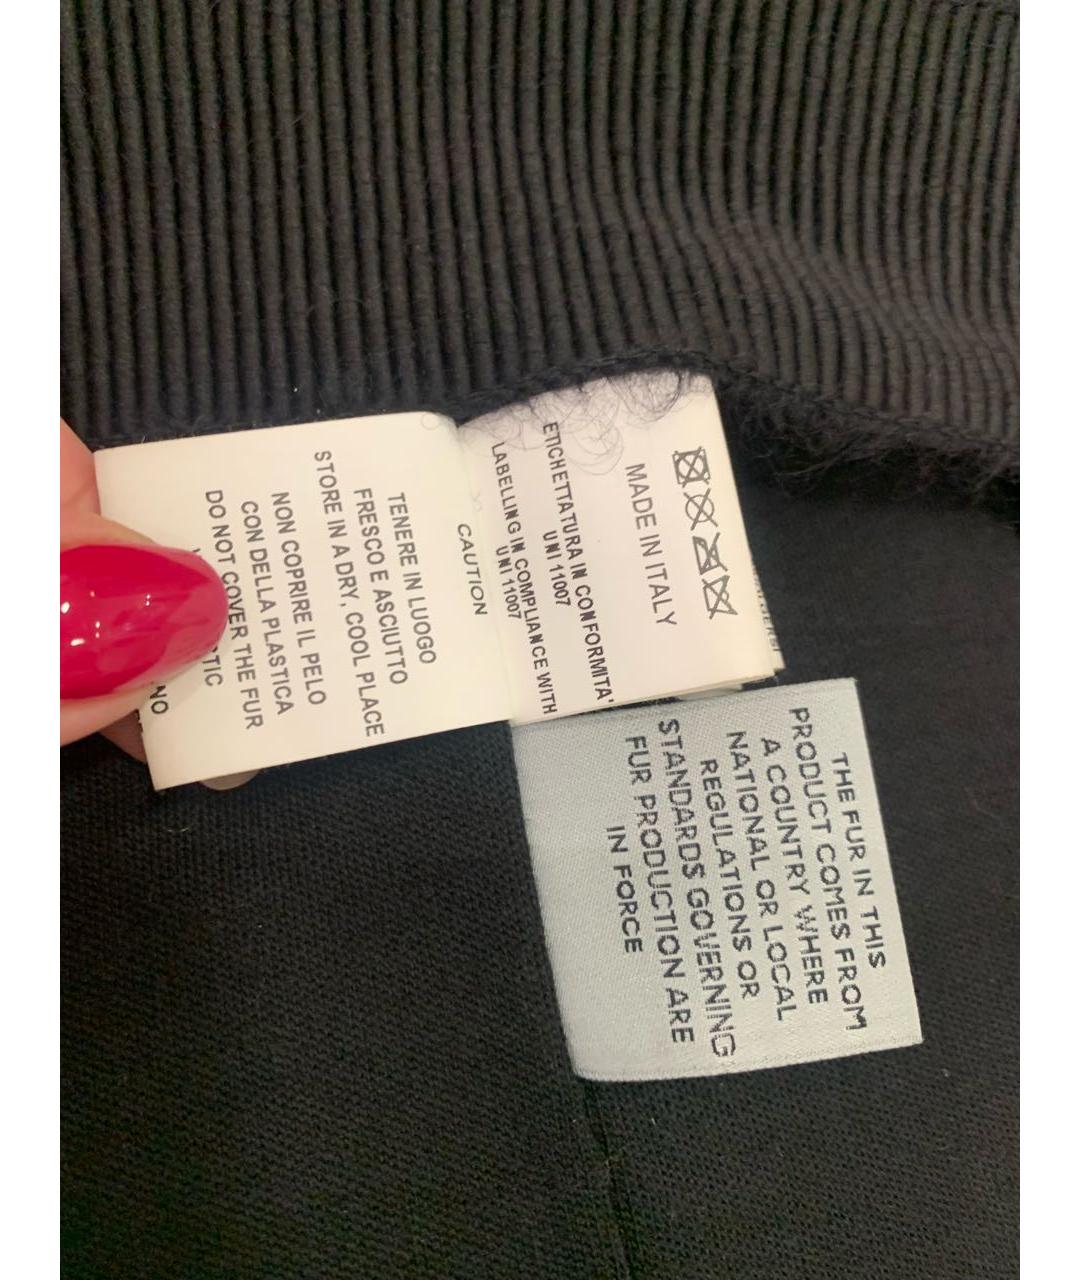 MADE IN ITALY
ETICHETTATURA IN CONFORMITA'
UNI 11007
LABELLING IN COMPLIANCE WITH
UNI 11007
CAUTION
TENERE IN LUOGO
FRESCO E ASCIUTTO
STORE IN A DRY, COOL PLACE
NON COPRIRE IL PELO
CON DELLA PLASTICA
DO NOT COVER THE FUR
THE FUR IN THIS
PRODUCT COMES FROM
A COUNTRY WHERE
NATIONAL OR LOCAL
REGULATIONS OR
STANDARDS GOVERNING
FUR PRODUCTION ARE
IN FORCE